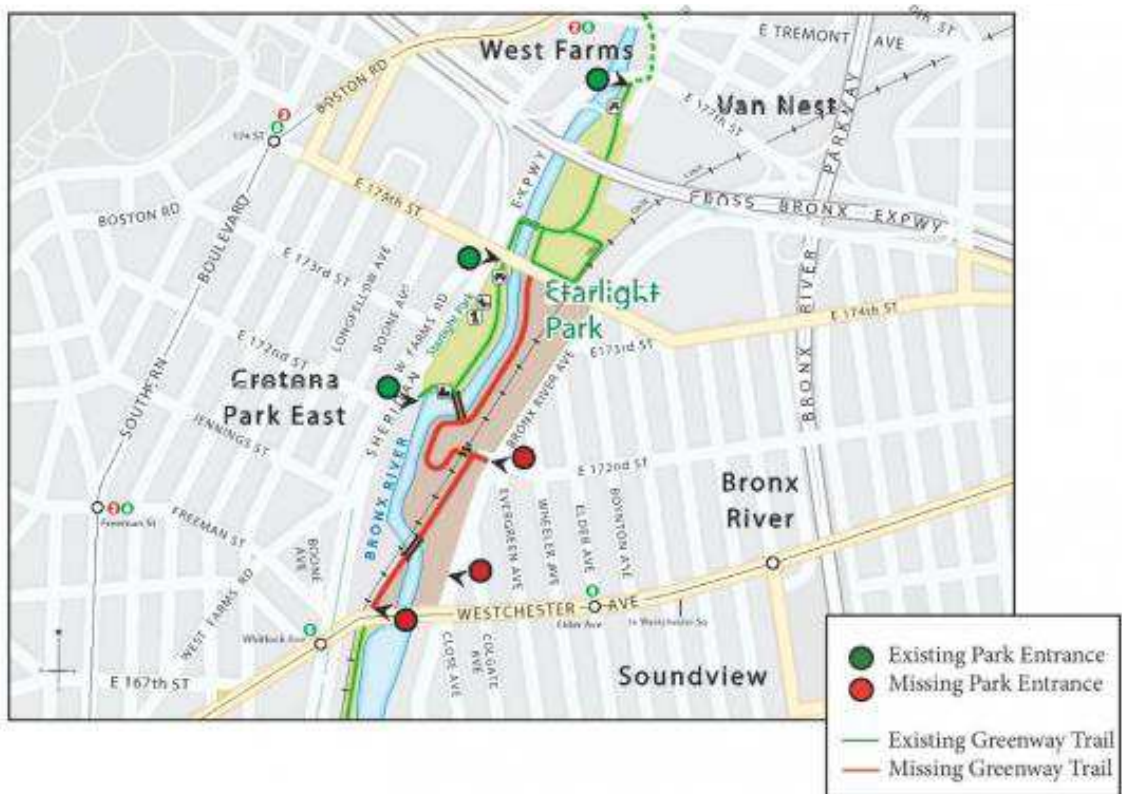 West Farms
E TREMONT AVE
BOSTON RD
Van Nest
E 177th ST
174 ST
PARKWAY
EXPWY
CROSS BRONX EXPWY
BOSTON RD
E 174th ST
SOUTHERN BOULEVARD
E 173rd ST
LONGFELLOW AVE
BOONE AVE
W FARMS RD
Starlight Park
Starlight
Park
E 174th ST
E 173rd ST
BRONX RIVER
E 172nd ST
Crotona
Park East
SHERIDAN
BRONX RIVER AVE
JENNINGS ST
BRONX RIVER
E 172nd ST
Bronx
River
Freeman St
FREEMAN ST
EVERGREEN AVE
WHEELER AVE
ELDER AVE
BOYNTON AVE
BOONE
AVE
WESTCHESTER AVE
WEST FARMS RD
Whitlock Ave
Elder Ave
CLOSE AVE
COLGATE
AVE
E 167th ST
Soundview
Existing Park Entrance
Missing Park Entrance
Existing Greenway Trail
Missing Greenway Trail